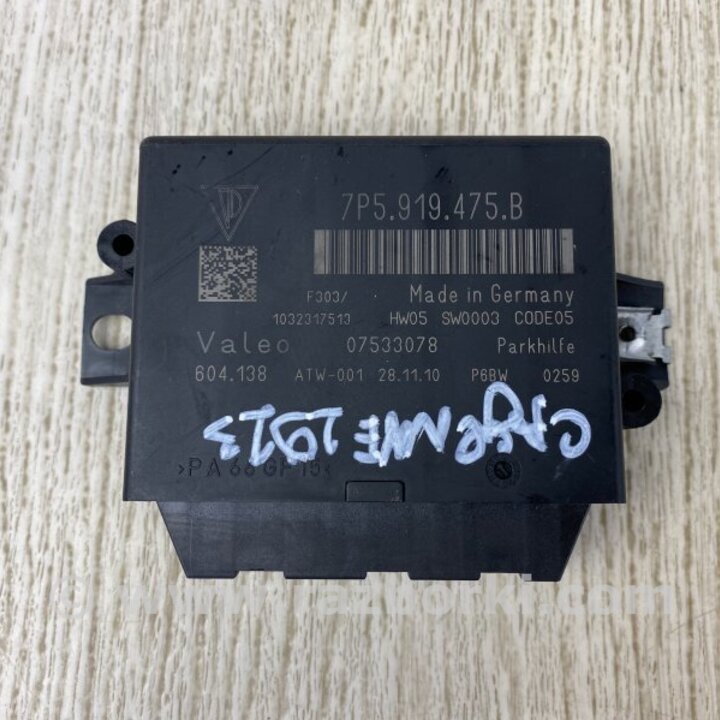 7P5.919.475.B
F303/ Made in Germany
1032317513 HW05 SW0003 CODE05
Valeo 07533078 Parkhilfe
604.138 ATW-001 28.11.10 P6BW 0259
CAYENNE
>PA 66 GF15<